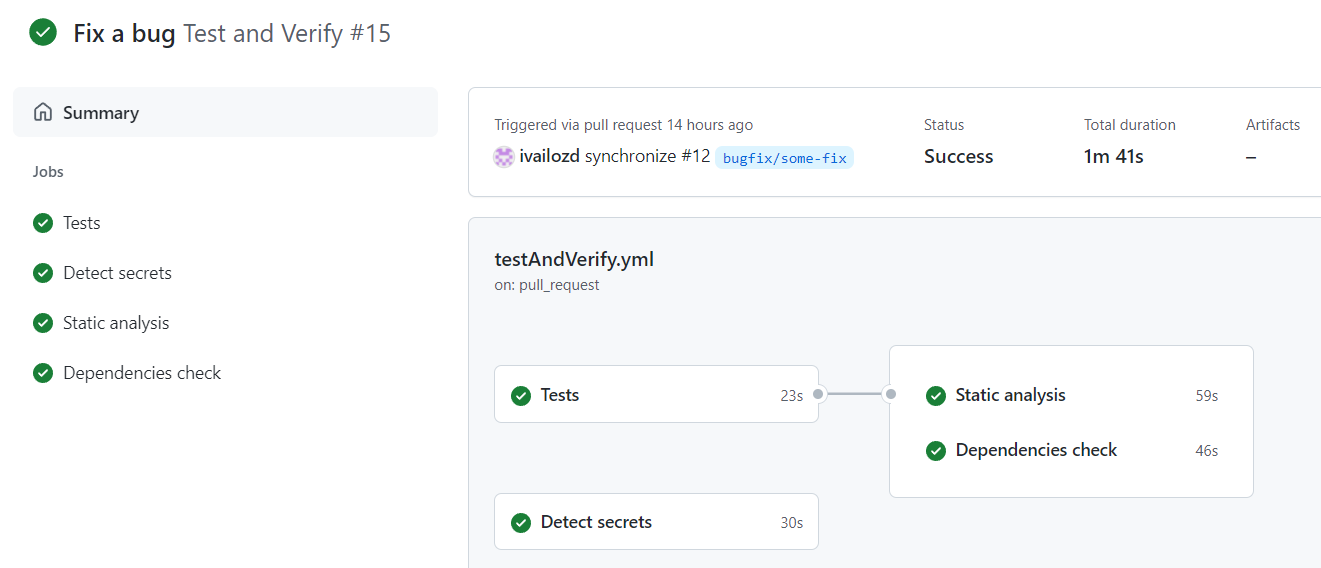 Fix a bug Test and Verify #15
Summary
Jobs
Tests
Detect secrets
Static analysis
Dependencies check
Triggered via pull request 14 hours ago
ivailozd synchronize #12 bugfix/some-fix
Status
Success
Total duration
1m 41s
Artifacts
–
testAndVerify.yml
on: pull_request
Tests 23s
Static analysis 59s
Dependencies check 46s
Detect secrets 30s